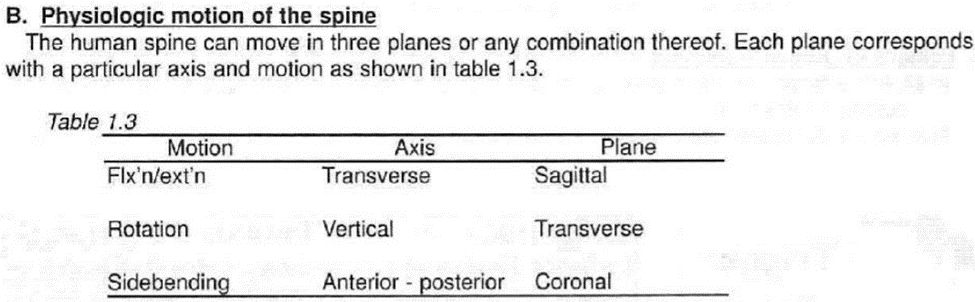 B. Physiologic motion of the spine
The human spine can move in three planes or any combination thereof. Each plane corresponds
with a particular axis and motion as shown in table 1.3.
Table 1.3
Motion Axis Plane
Flx'n/ext'n Transverse Sagittal
Rotation Vertical Transverse
Sidebending Anterior - posterior Coronal